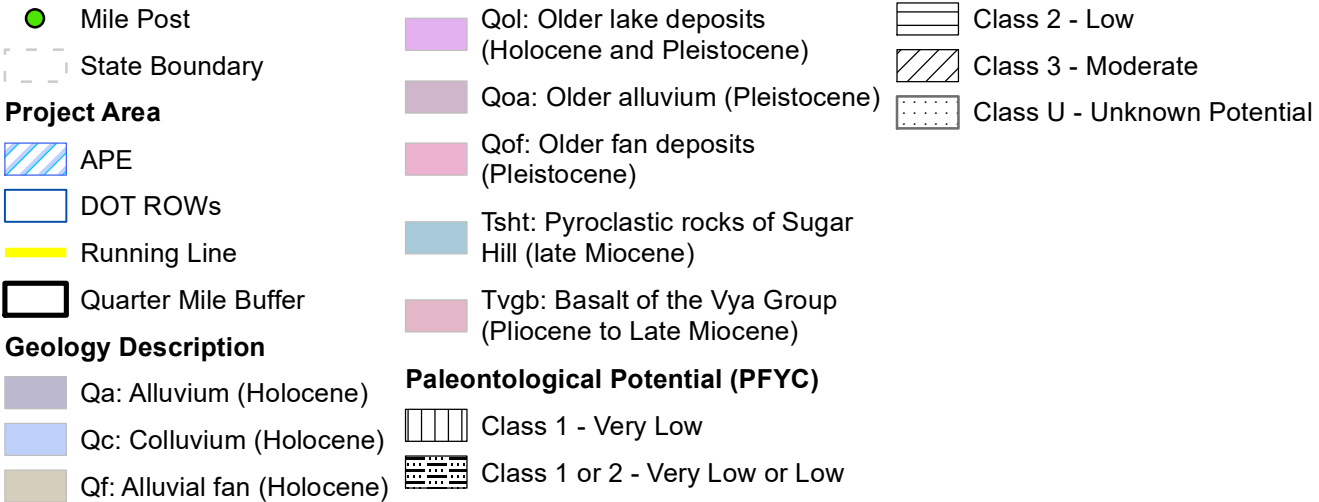 Mile Post
State Boundary
Project Area
APE
DOT ROWs
Running Line
Quarter Mile Buffer
Geology Description
Qa: Alluvium (Holocene)
Qc: Colluvium (Holocene)
Qf: Alluvial fan (Holocene)
Qol: Older lake deposits
(Holocene and Pleistocene)
Qoa: Older alluvium (Pleistocene)
Qof: Older fan deposits
(Pleistocene)
Tsht: Pyroclastic rocks of Sugar
Hill (late Miocene)
Tvgb: Basalt of the Vya Group
(Pliocene to Late Miocene)
Paleontological Potential (PFYC)
Class 1 - Very Low
Class 1 or 2 - Very Low or Low
Class 2 - Low
Class 3 - Moderate
Class U - Unknown Potential